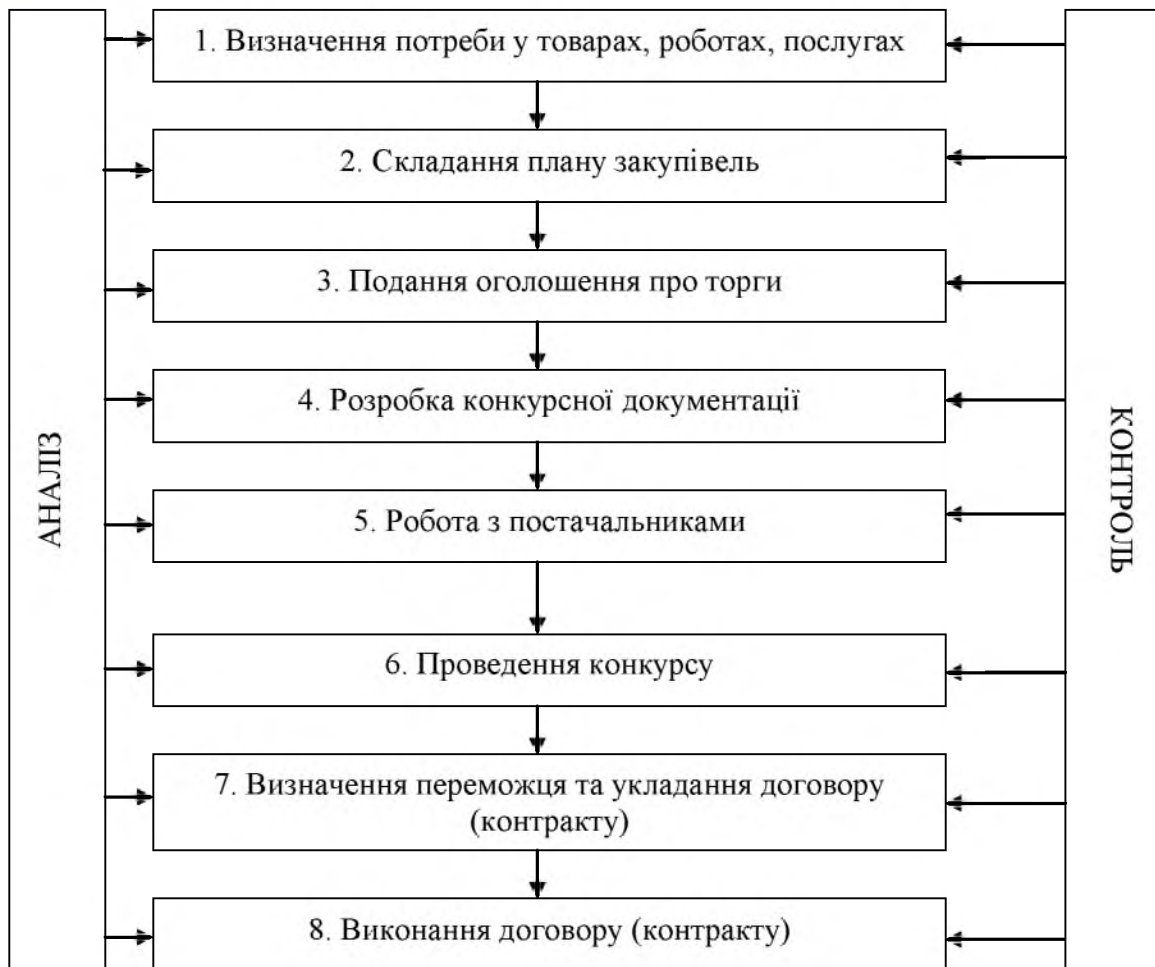 АНАЛІЗ
1. Визначення потреби у товарах, роботах, послугах
2. Складання плану закупівель
3. Подання оголошення про торги
4. Розробка конкурсної документації
5. Робота з постачальниками
6. Проведення конкурсу
7. Визначення переможця та укладання договору
(контракту)
8. Виконання договору (контракту)
КОНТРОЛЬ